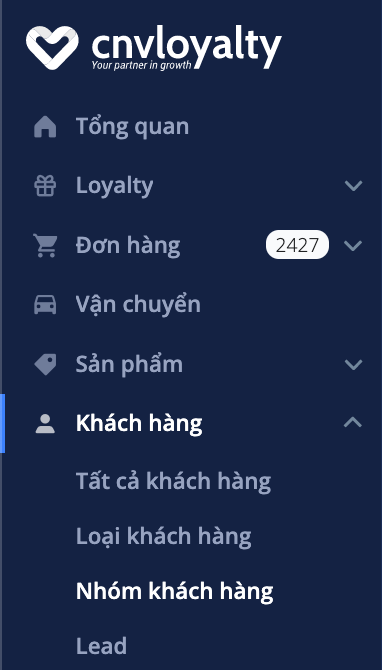 cnvloyalty
Your partner in growth
Tổng quan
Loyalty
Đơn hàng 2427
Vận chuyển
Sản phẩm
Khách hàng
Tất cả khách hàng
Loại khách hàng
Nhóm khách hàng
Lead